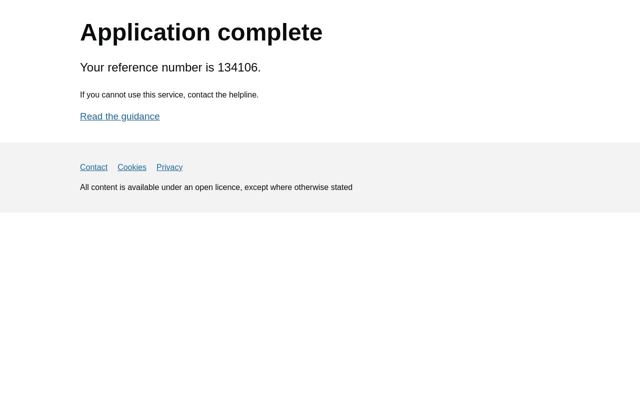 Application complete
Your reference number is 134106.
If you cannot use this service, contact the helpline.
Read the guidance
Contact Cookies Privacy
All content is available under an open licence, except where otherwise stated